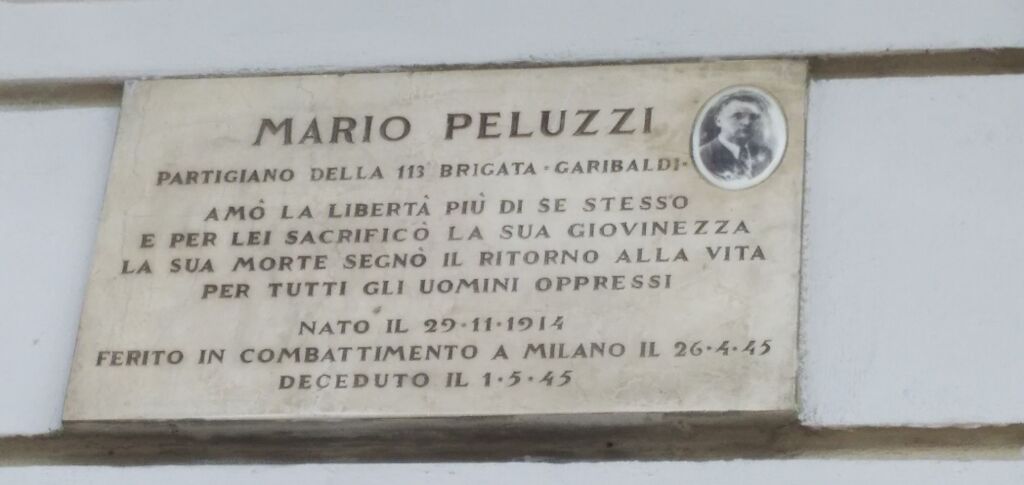 MARIO PELUZZI
PARTIGIANO DELLA 113 BRIGATA · GARIBALDI·
AMÒ LA LIBERTÀ PIÙ DI SE STESSO
E PER LEI SACRIFICÒ LA SUA GIOVINEZZA
LA SUA MORTE SEGNÒ IL RITORNO ALLA VITA
PER TUTTI GLI UOMINI OPPRESSI
NATO IL 29·11·1914
FERITO IN COMBATTIMENTO A MILANO IL 26·4·45
DECEDUTO IL 1·5·45